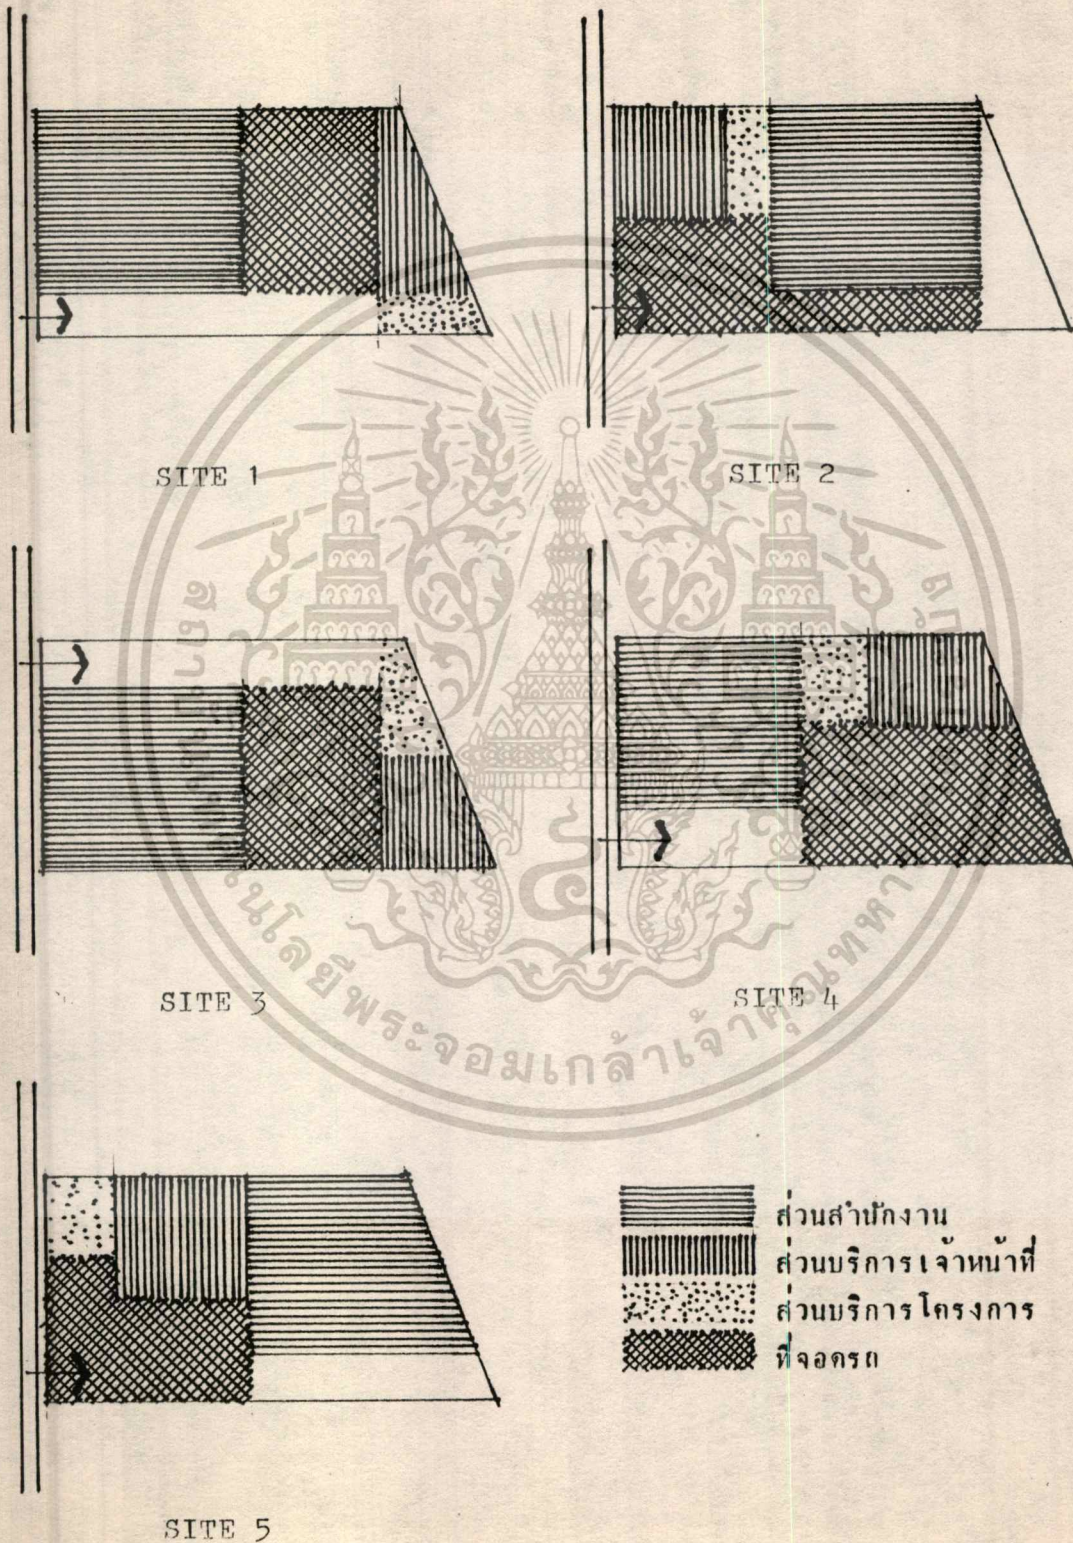 SITE 1
SITE 2
SITE 3
SITE 4
SITE 5
ส่วนสำนักงาน
ส่วนบริการเจ้าหน้าที่
ส่วนบริการโครงการ
ที่จอดรถ